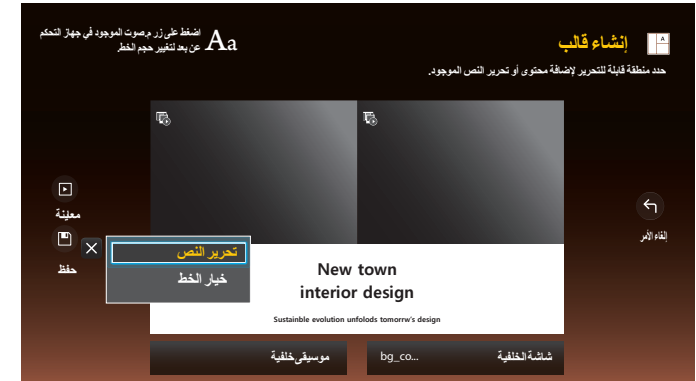 إنشاء قالب
حدد منطقة قابلة للتحرير لإضافة محتوى أو تحرير النص الموجود.
Aa
اضغط على زر م.صوت الموجود في جهاز التحكم
عن بعد لتغيير حجم الخط.
A
إلغاء الأمر
معاينة
حفظ
تحرير النص
خيار الخط
New town
interior design
Sustainble evolution unfolods tomorrw's design
شاشة الخلفية
bg_co...
موسيقى خلفية